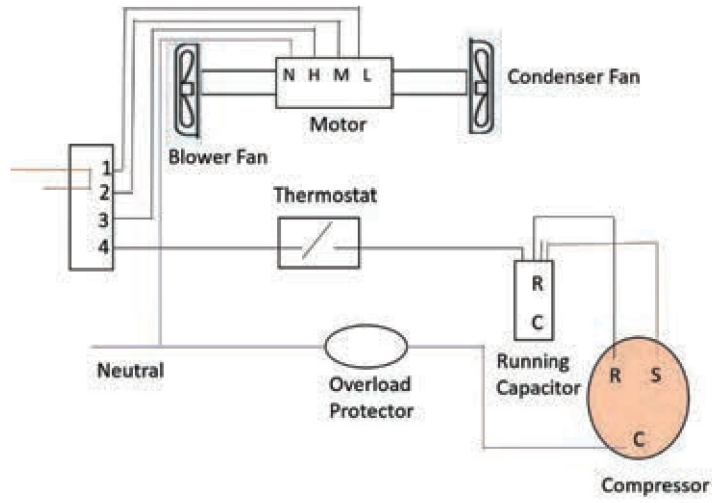 N H M L
Condenser Fan
Motor
Blower Fan
1
2
3
4
Thermostat
R
C
Neutral
Overload
Protector
Running
Capacitor
R S
C
Compressor